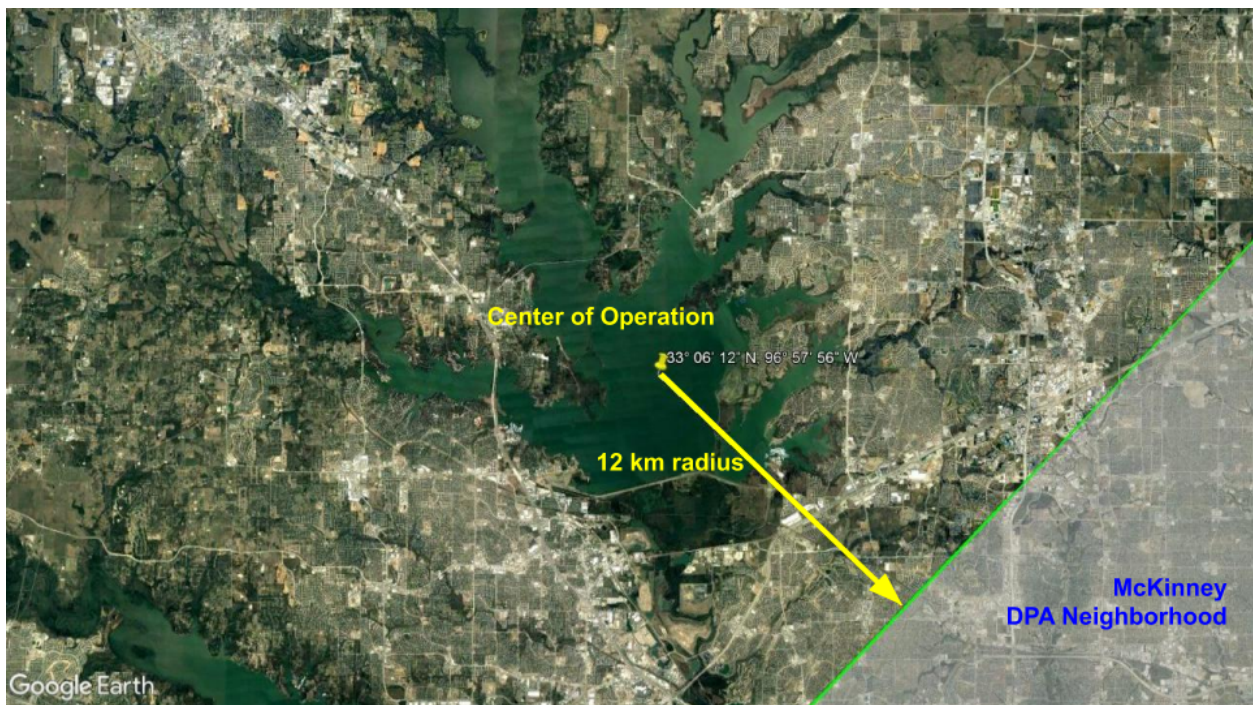 Center of Operation
33° 06' 12" N, 96° 57' 56" W
12 km radius
McKinney
DPA Neighborhood
Google Earth